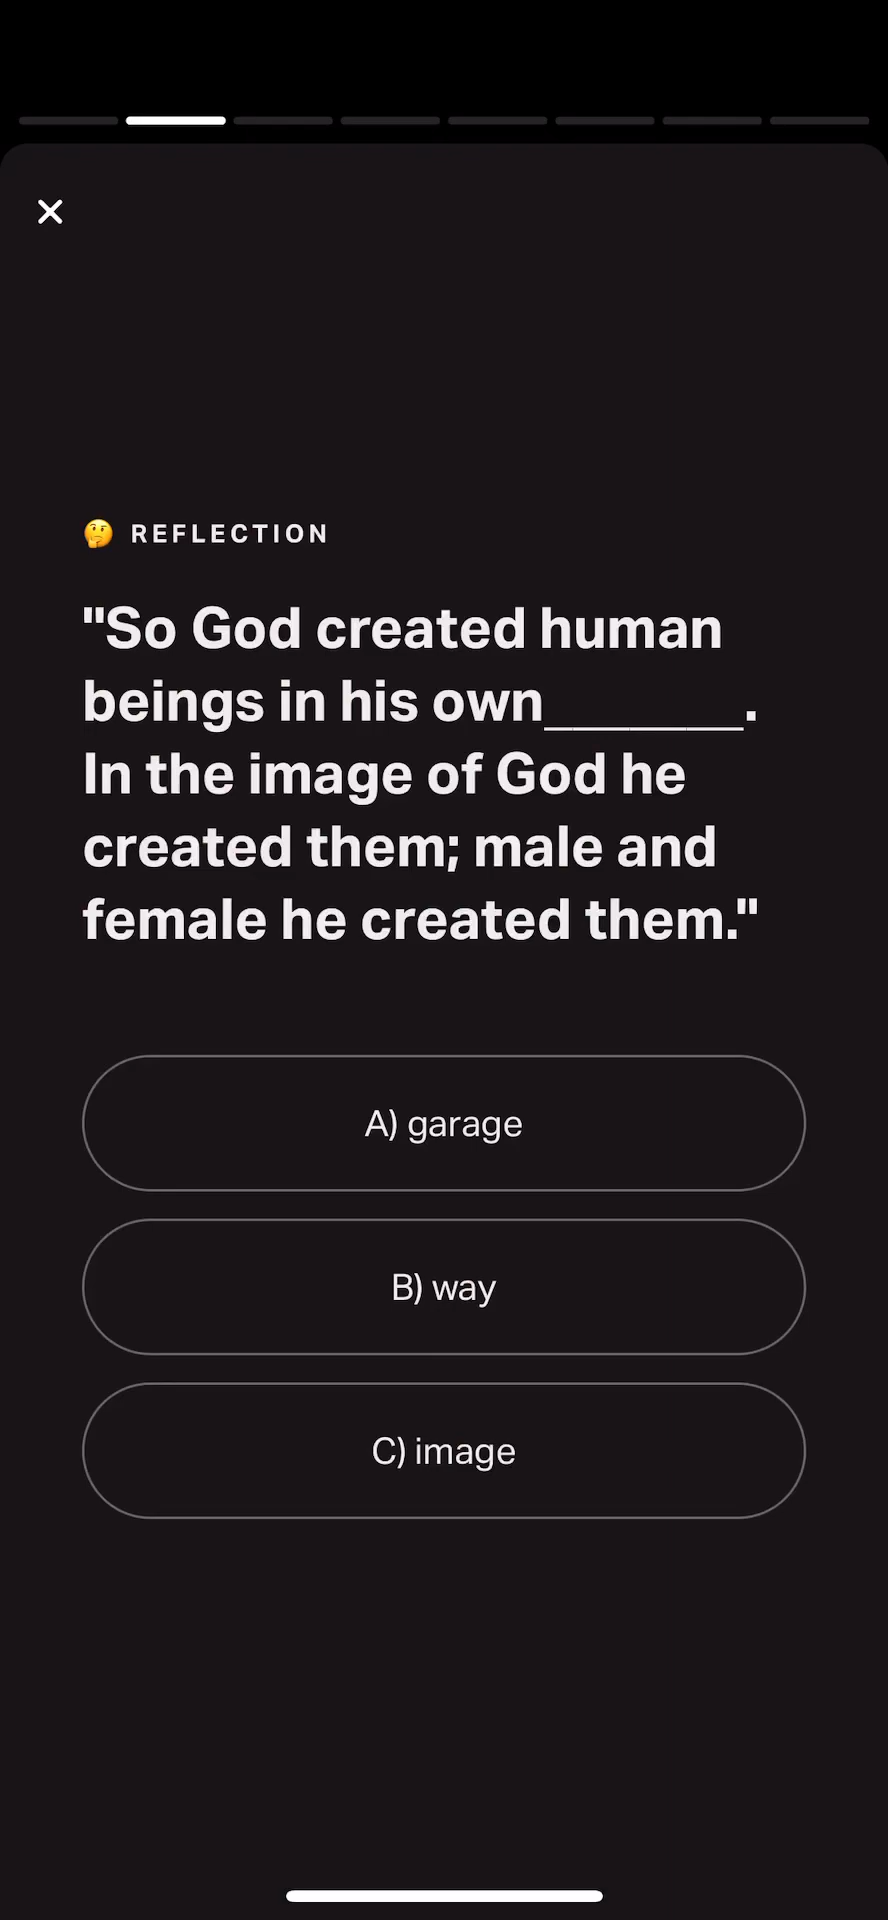 🤔 REFLECTION
"So God created human
beings in his own_______.
In the image of God he
created them; male and
female he created them."
A) garage
B) way
C) image